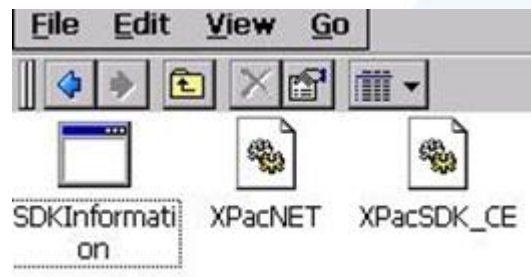 File Edit View Go
SDKInformati
on
XPacNET
XPacSDK_CE